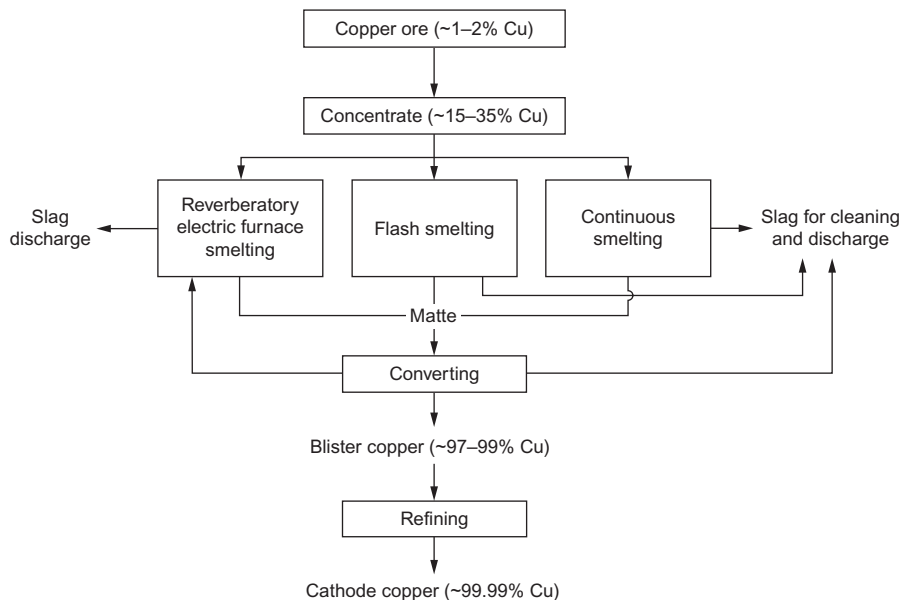 Copper ore (~1–2% Cu)
Concentrate (~15–35% Cu)
Slag
discharge
Reverberatory
electric furnace
smelting
Flash smelting
Continuous
smelting
Slag for cleaning
and discharge
Matte
Converting
Blister copper (~97–99% Cu)
Refining
Cathode copper (~99.99% Cu)